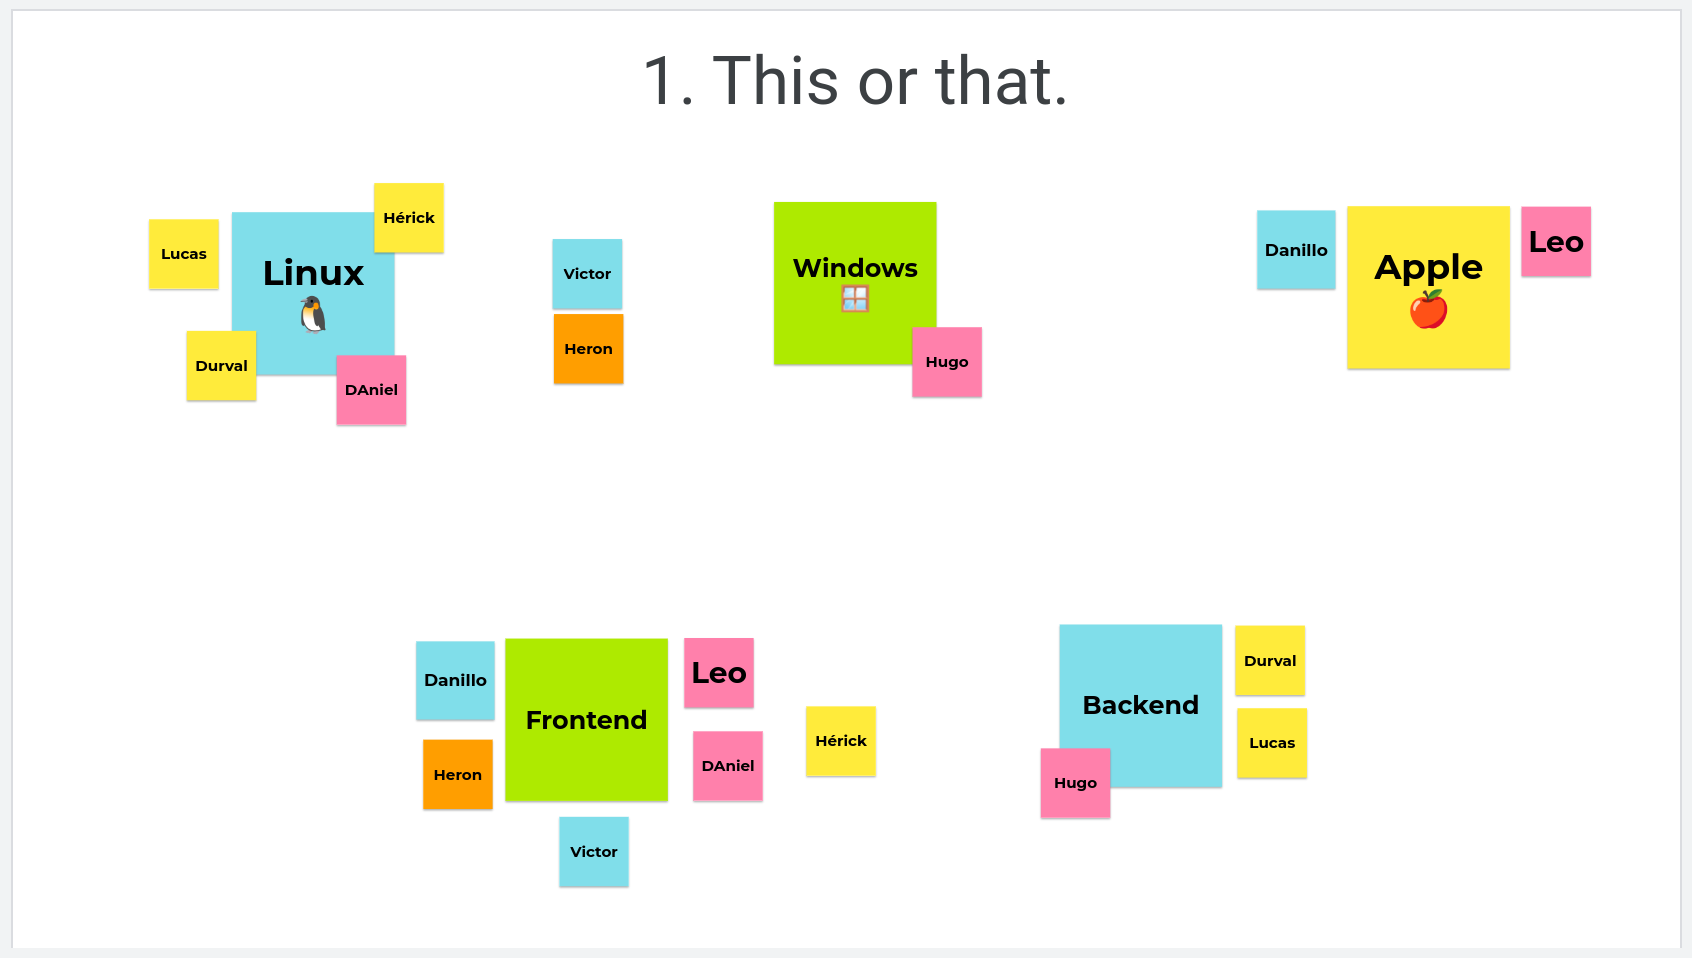 1. This or that.
Lucas
Linux
Hérick
Durval
DAniel
Victor
Heron
Windows
Hugo
Danillo
Apple
Leo
Danillo
Frontend
Leo
Heron
DAniel
Hérick
Victor
Backend
Durval
Lucas
Hugo